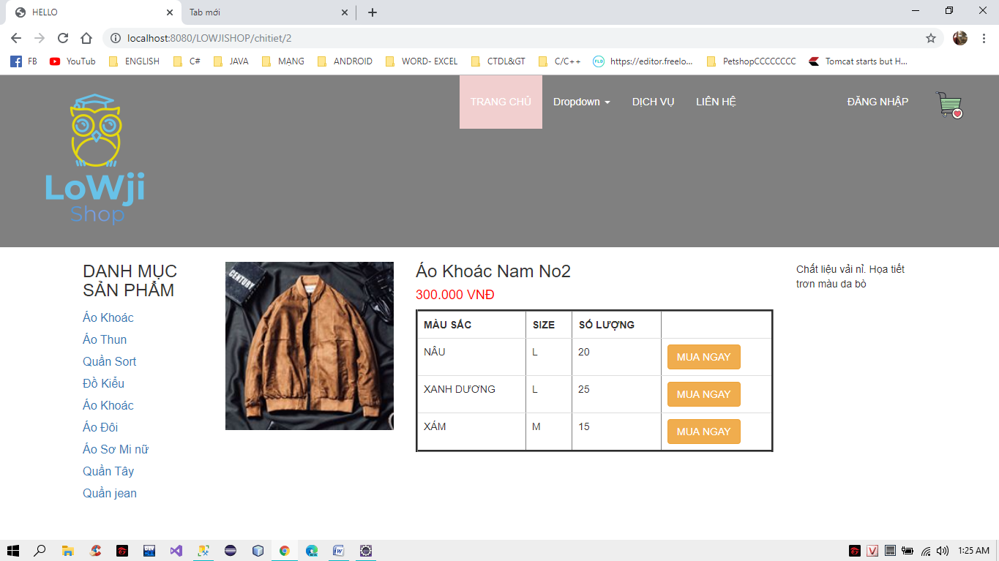 HELLO
Tab mới
localhost:8080/LOWJISHOP/chitiet/2
FB YouTub ENGLISH C# JAVA MẠNG ANDROID WORD- EXCEL CTDL&GT C/C++ https://editor.freelo... PetshopCCCCCCCC Tomcat starts but H...
TRANG CHỦ Dropdown DỊCH VỤ LIÊN HỆ ĐĂNG NHẬP
LoWji
Shop
DANH MỤC
SẢN PHẨM
Áo Khoác
Áo Thun
Quần Sort
Đồ Kiểu
Áo Khoác
Áo Đôi
Áo Sơ Mi nữ
Quần Tây
Quần jean
CENTURY
Áo Khoác Nam No2
300.000 VNĐ
MÀU SẮC SIZE SỐ LƯỢNG
NÂU L 20 MUA NGAY
XANH DƯƠNG L 25 MUA NGAY
XÁM M 15 MUA NGAY
Chất liệu vải nỉ. Họa tiết
trơn màu da bò
1:25 AM